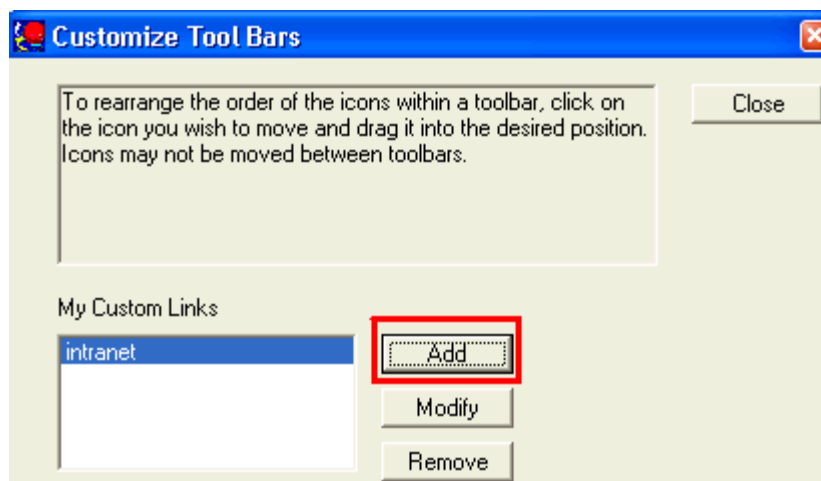 Customize Tool Bars
To rearrange the order of the icons within a toolbar, click on
the icon you wish to move and drag it into the desired position.
Icons may not be moved between toolbars.
Close
My Custom Links
intranet
Add
Modify
Remove